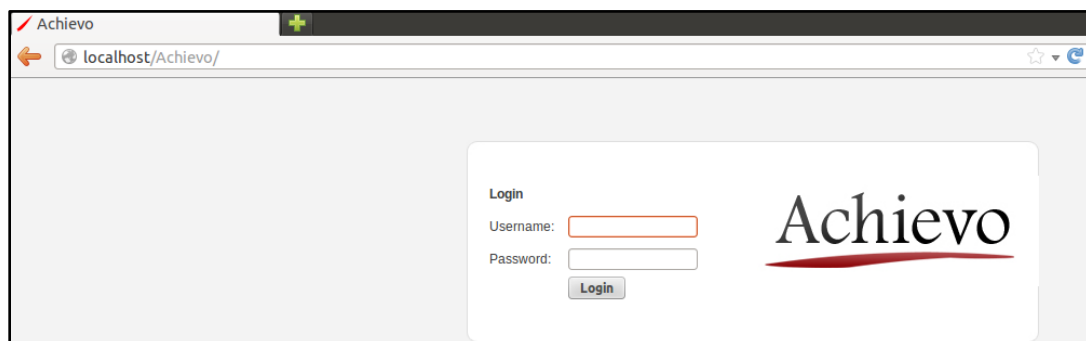 Achievo
localhost/Achievo/
Login
Username:
Achievo
Password:
Login